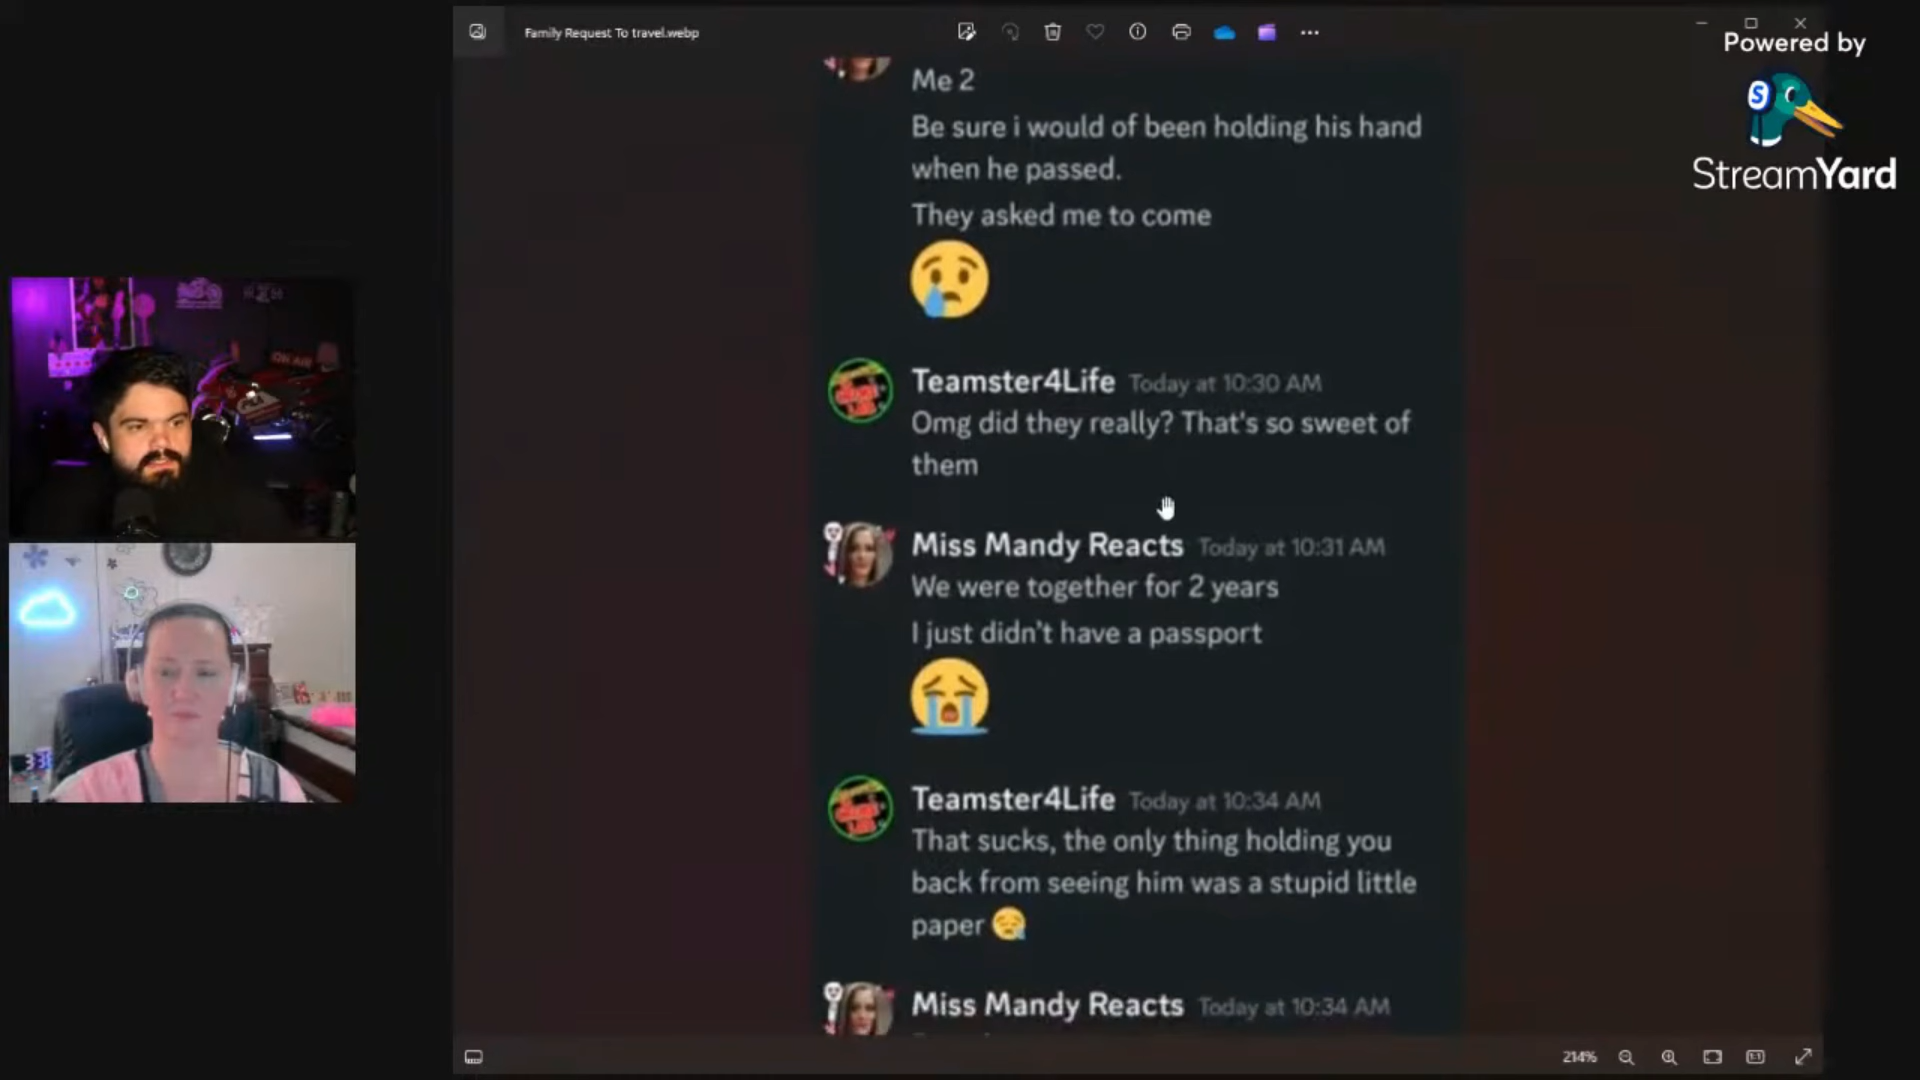 Family Request To travel.webp
Powered by
StreamYard
Me 2
Be sure i would of been holding his hand
when he passed.
They asked me to come
Teamster4Life Today at 10:30 AM
Omg did they really? That's so sweet of
them
Miss Mandy Reacts Today at 10:31 AM
We were together for 2 years
I just didn't have a passport
Teamster4Life Today at 10:34 AM
That sucks, the only thing holding you
back from seeing him was a stupid little
paper
Miss Mandy Reacts Today at 10:34 AM
ON AIR
214%